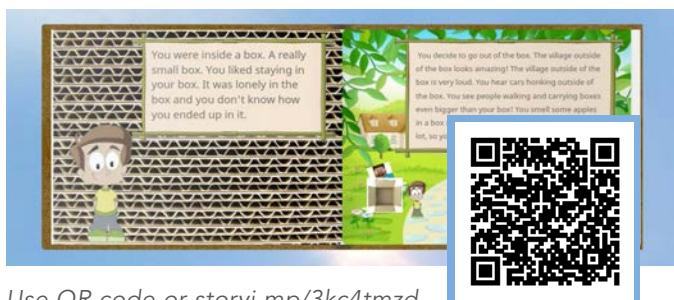 You were inside a box. A really
small box. You liked staying in
your box. It was lonely in the
box and you don't know how
you ended up in it.
You decide to go out of the box. The village outside
of the box looks amazing! The village outside of the
box is very loud. You hear cars honking outside of
the box. You see people walking and carrying boxes
even bigger than your box! You smell some apples
in a box
lot, so
Use QR code or storyj.mp/3kc4tmzd